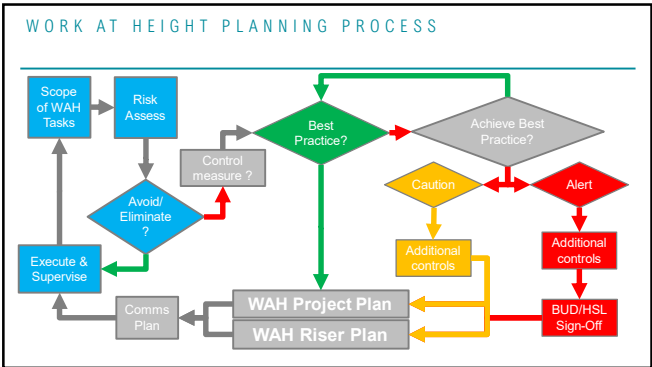 WORK AT HEIGHT PLANNING PROCESS
Scope
of WAH
Tasks
Risk
Assess
Avoid/
Eliminate
?
Execute &
Supervise
Control
measure ?
Best
Practice?
Achieve Best
Practice?
Caution
Alert
Additional
controls
Additional
controls
BUD/HSL
Sign-Off
WAH Project Plan
WAH Riser Plan
Comms
Plan